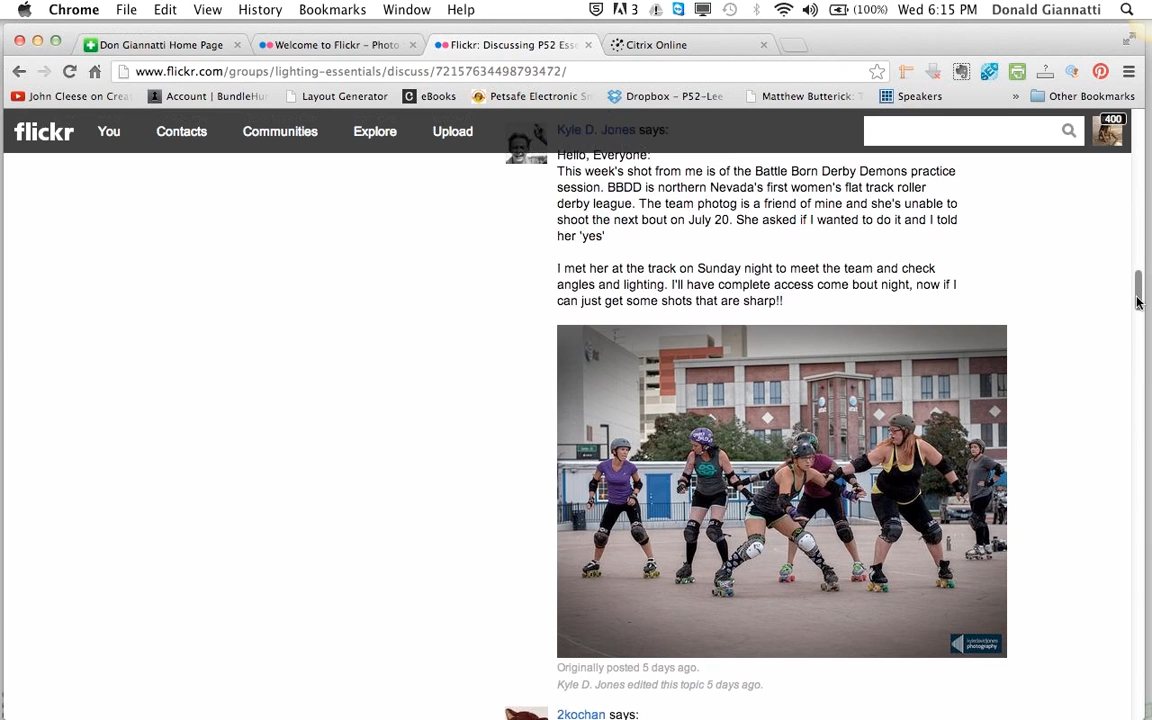 Chrome File Edit View History Bookmarks Window Help 3 (100%) Wed 6:15 PM Donald Giannatti
Don Giannatti Home Page Welcome to Flickr - Photo Flickr: Discussing P52 Esse Citrix Online
www.flickr.com/groups/lighting-essentials/discuss/72157634498793472/
John Cleese on Crea Account | BundleHu Layout Generator eBooks Petsafe Electronic Sm Dropbox - P52-Lee Matthew Butterick: T Speakers » Other Bookmarks
flickr You Contacts Communities Explore Upload 400
Kyle D. Jones says:
Hello, Everyone:
This week's shot from me is of the Battle Born Derby Demons practice
session. BBDD is northern Nevada's first women's flat track roller
derby league. The team photog is a friend of mine and she's unable to
shoot the next bout on July 20. She asked if I wanted to do it and I told
her 'yes'
I met her at the track on Sunday night to meet the team and check
angles and lighting. I'll have complete access come bout night, now if I
can just get some shots that are sharp!!
kyledavidjones
photography
Originally posted 5 days ago.
Kyle D. Jones edited this topic 5 days ago.
2kochan says: